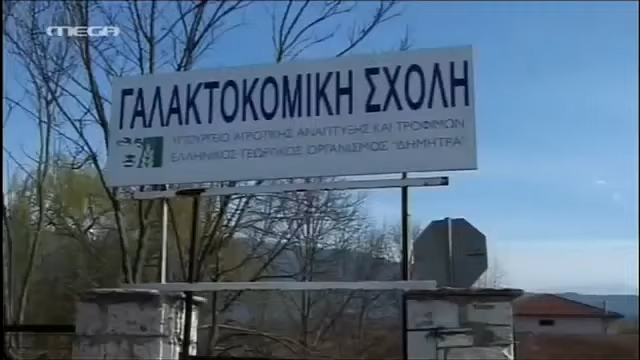 MEGA
ΓΑΛΑΚΤΟΚΟΜΙΚΗ ΣΧΟΛΗ
ΥΠΟΥΡΓΕΙΟ ΑΓΡΟΤΙΚΗΣ ΑΝΑΠΤΥΞΗΣ ΚΑΙ ΤΡΟΦΙΜΩΝ
ΕΛΛΗΝΙΚΟΣ ΓΕΩΡΓΙΚΟΣ ΟΡΓΑΝΙΣΜΟΣ "ΔΗΜΗΤΡΑ"